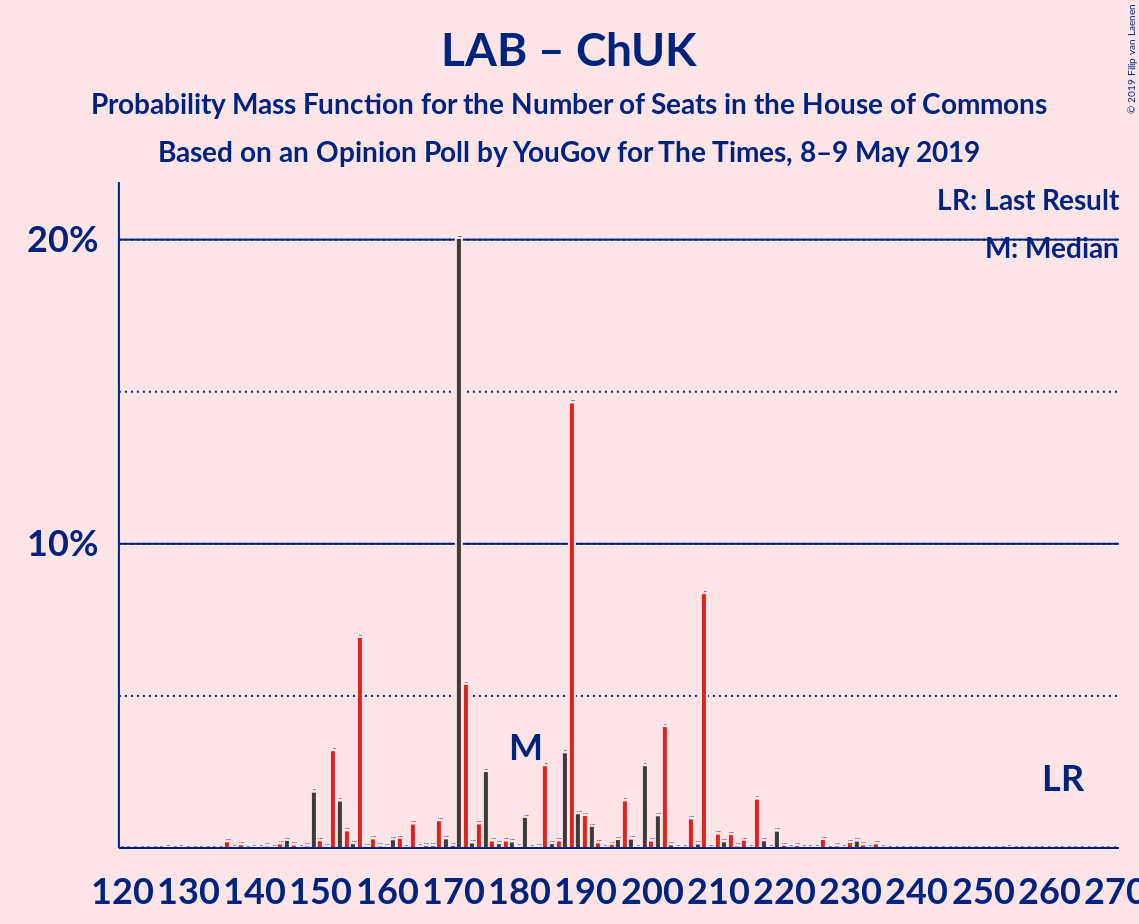 LAB – ChUK
Probability Mass Function for the Number of Seats in the House of Commons
Based on an Opinion Poll by YouGov for The Times, 8–9 May 2019
© 2019 Filip van Laenen
LR: Last Result
M: Median
20%
10%
M
LR
120 130 140 150 160 170 180 190 200 210 220 230 240 250 260 270